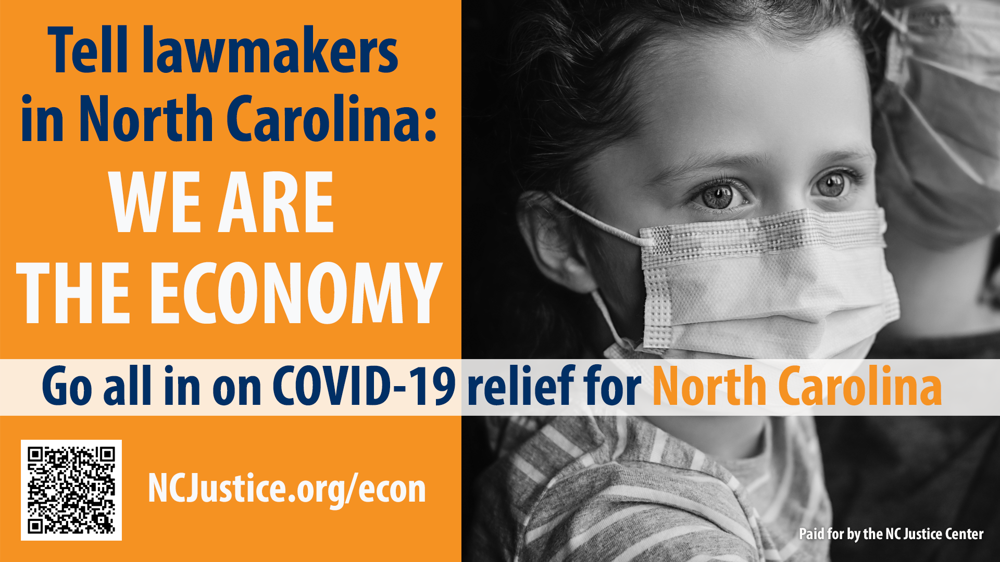 Tell lawmakers
in North Carolina:
WE ARE
THE ECONOMY
Go all in on COVID-19 relief for North Carolina
NCJustice.org/econ
Paid for by the NC Justice Center